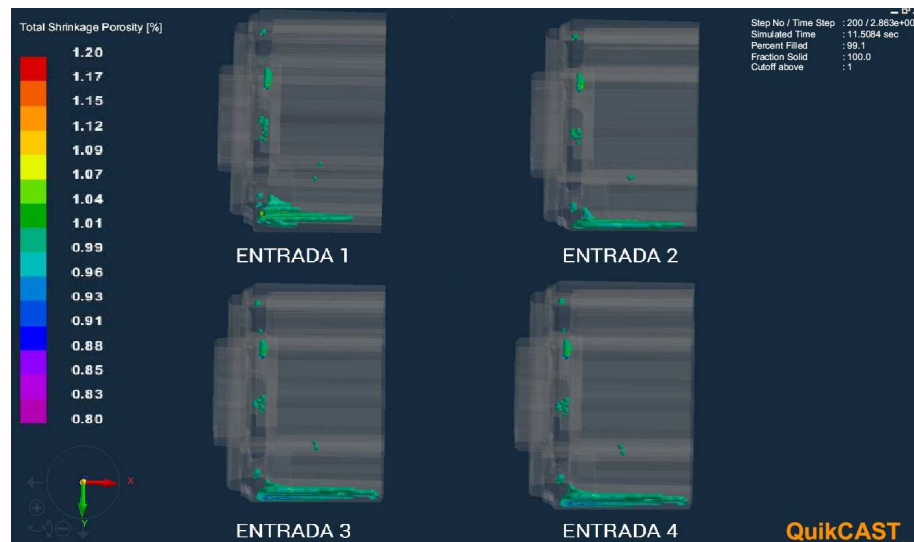 Total Shrinkage Porosity [%]
1.20
1.17
1.15
1.12
1.09
1.07
1.04
1.01
0.99
0.96
0.93
0.91
0.88
0.85
0.83
0.80
Step No / Time Step : 200 / 2.863e+00
Simulated Time : 11.5084 sec
Percent Filled : 99.1
Fraction Solid : 100.0
Cutoff above : 1
ENTRADA 1
ENTRADA 2
ENTRADA 3
ENTRADA 4
X
Y
QuikCAST